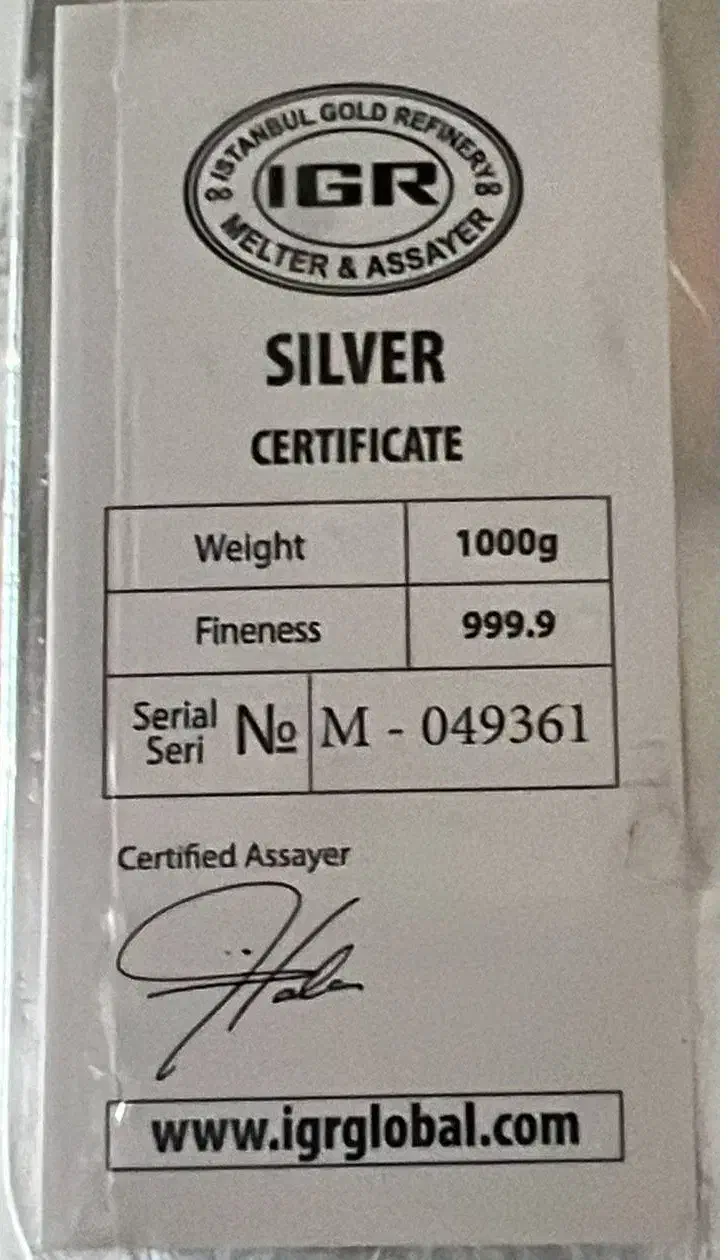 ISTANBUL GOLD REFINERY
IGR
MELTER & ASSAYER
SILVER
CERTIFICATE
Weight 1000g
Fineness 999.9
Serial
Seri № M - 049361
Certified Assayer
www.igrglobal.com